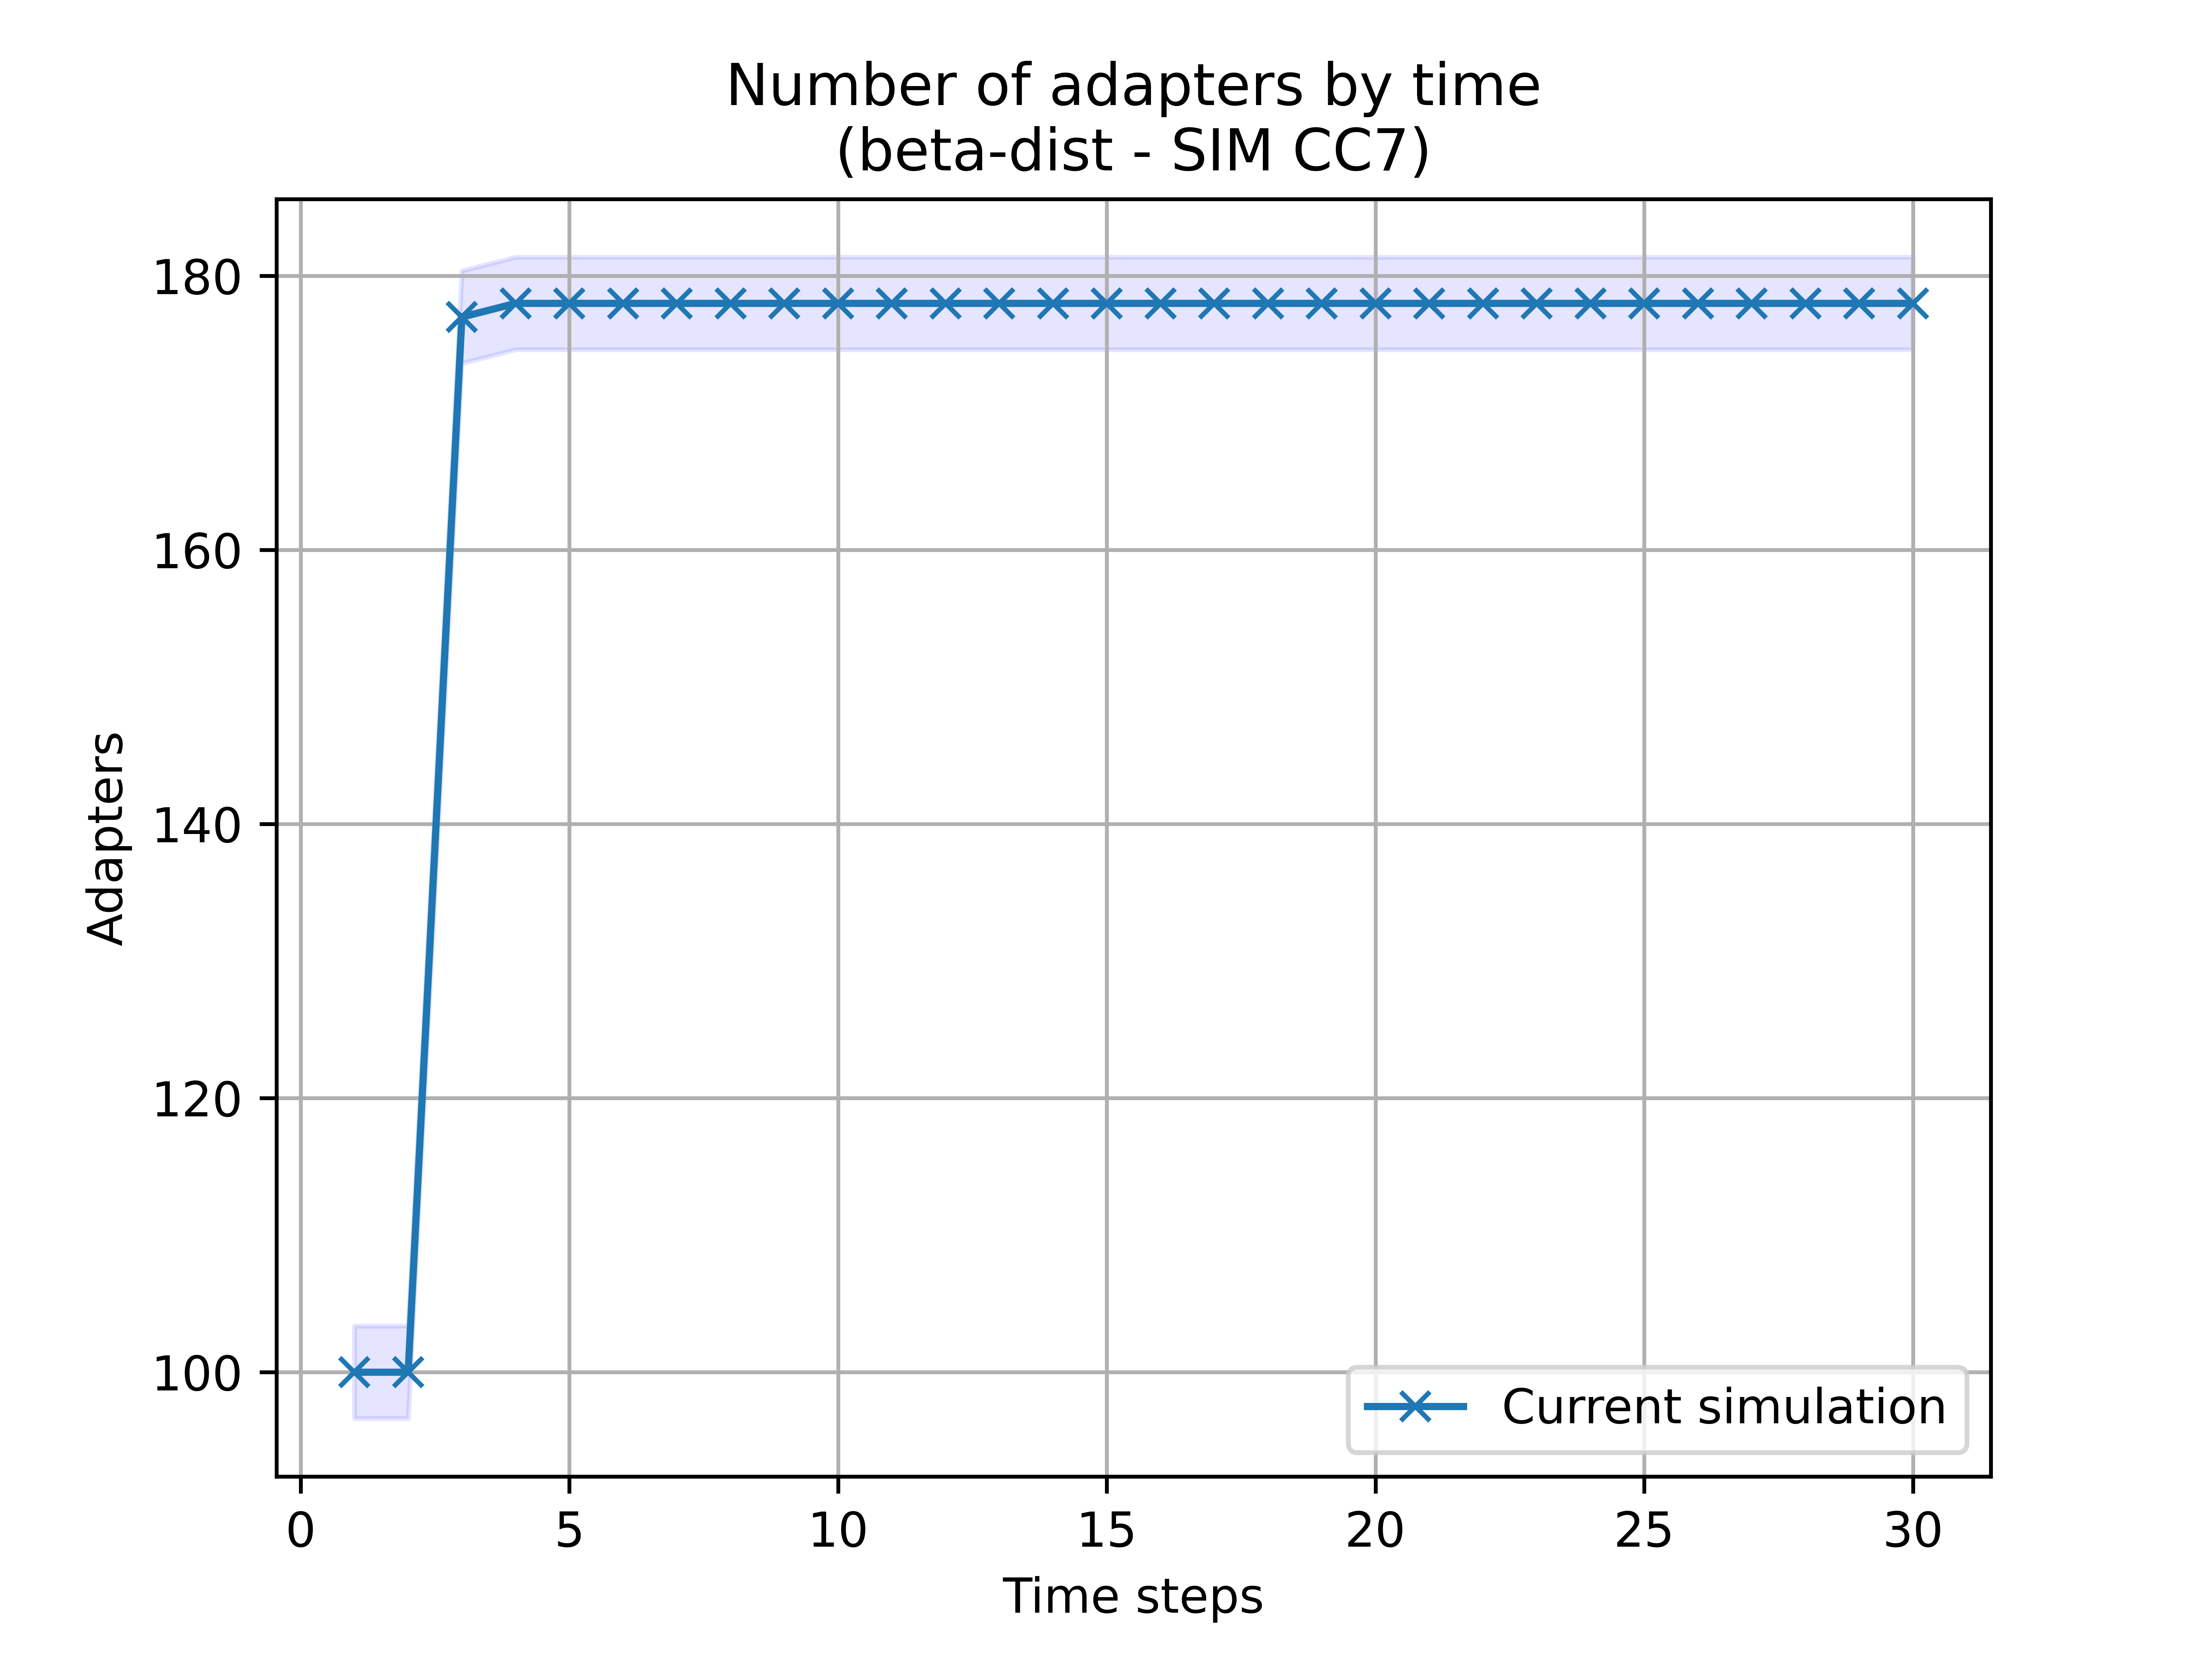 Number of adapters by time
(beta-dist - SIM CC7)
Adapters
180
160
140
120
100
Current simulation
0 5 10 15 20 25 30
Time steps